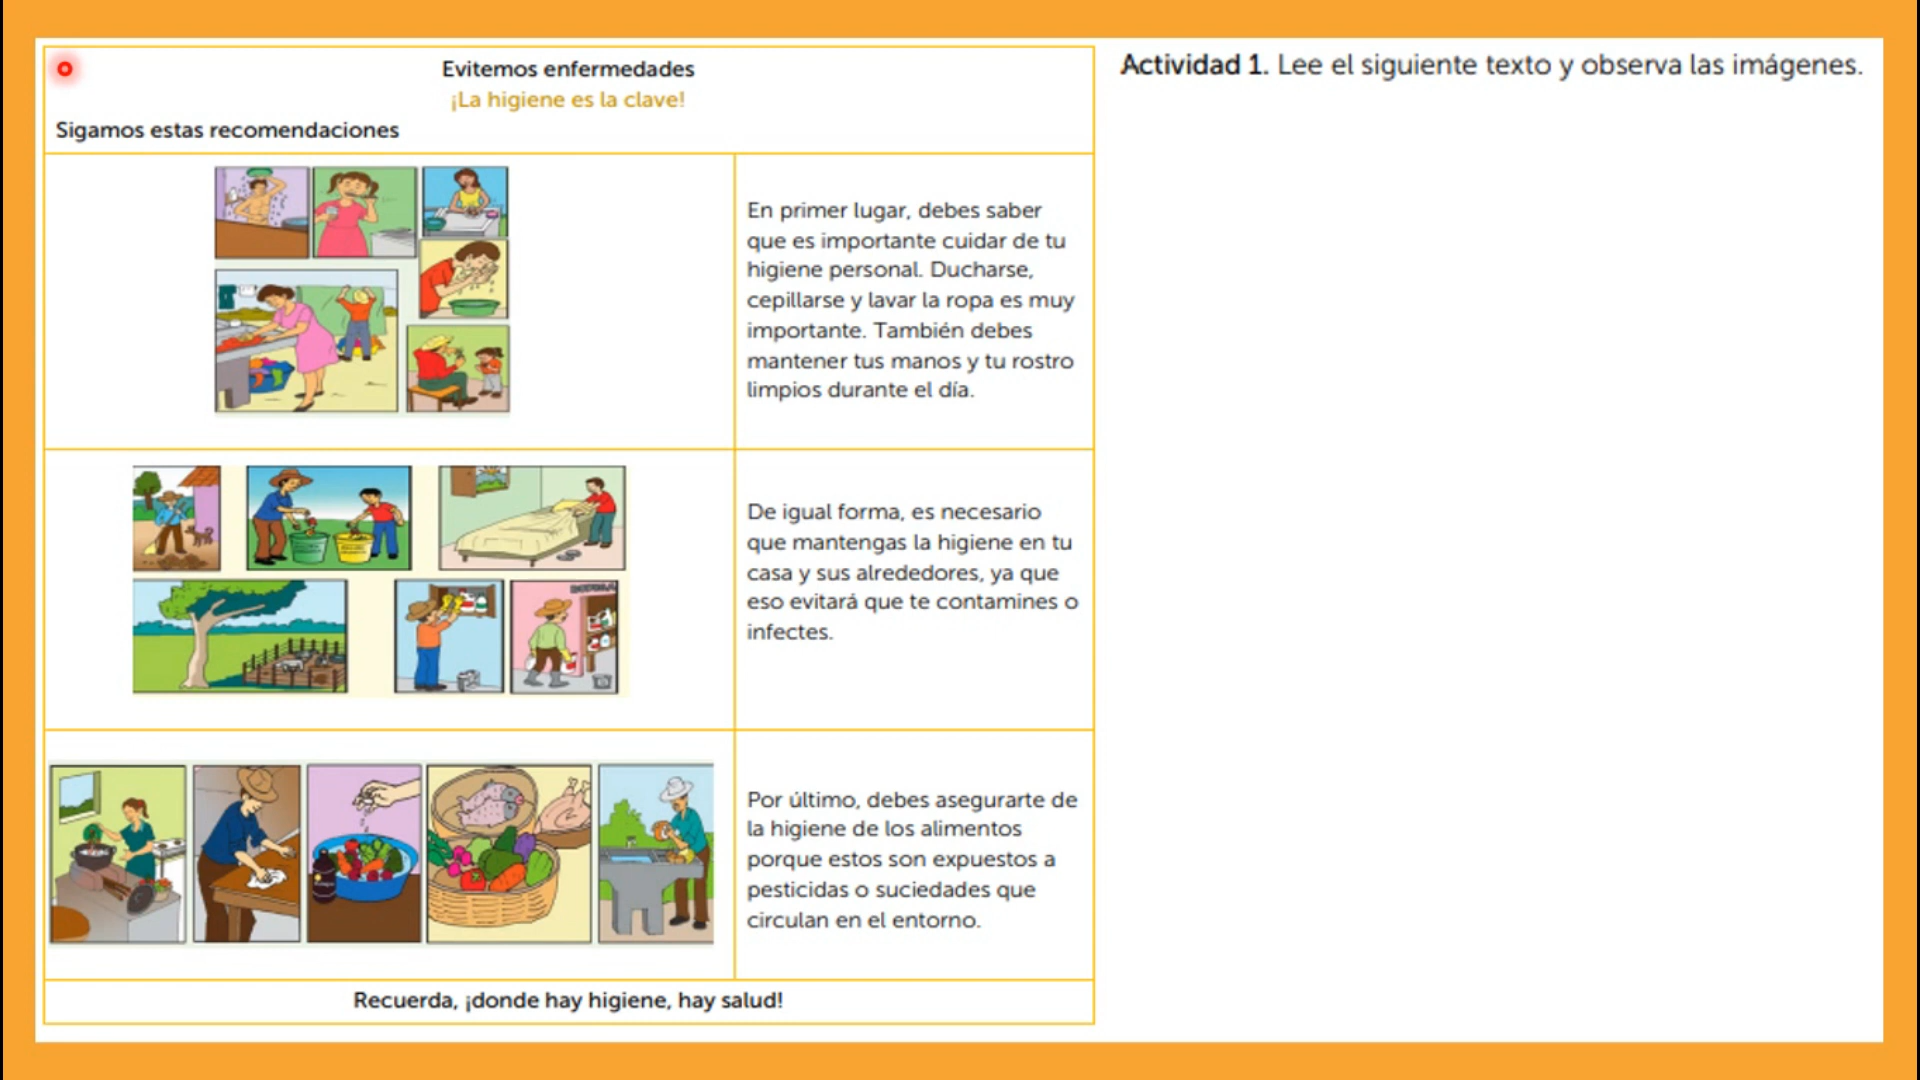 Evitemos enfermedades
¡La higiene es la clave!
Sigamos estas recomendaciones
En primer lugar, debes saber
que es importante cuidar de tu
higiene personal. Ducharse,
cepillarse y lavar la ropa es muy
importante. También debes
mantener tus manos y tu rostro
limpios durante el día.
De igual forma, es necesario
que mantengas la higiene en tu
casa y sus alrededores, ya que
eso evitará que te contamines o
infectes.
Por último, debes asegurarte de
la higiene de los alimentos
porque estos son expuestos a
pesticidas o suciedades que
circulan en el entorno.
Recuerda, ¡donde hay higiene, hay salud!
Actividad 1. Lee el siguiente texto y observa las imágenes.